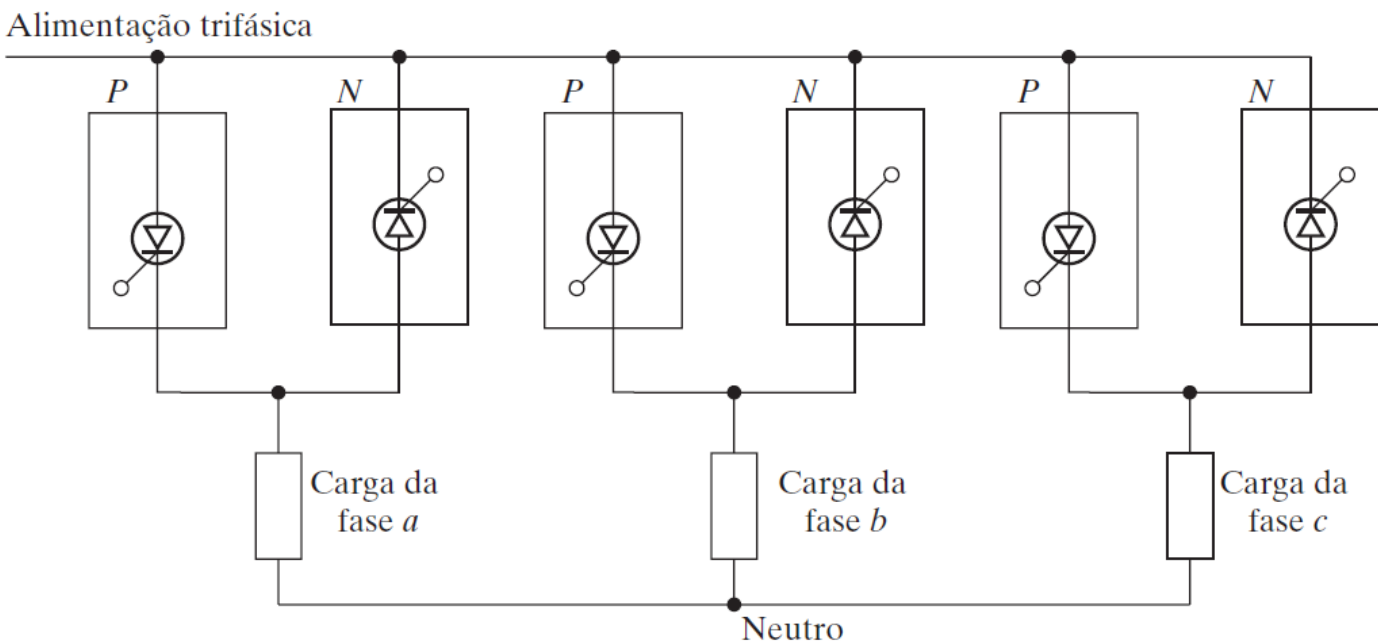 Alimentação trifásica
P
N
P
N
P
N
Carga da
fase a
Carga da
fase b
Carga da
fase c
Neutro